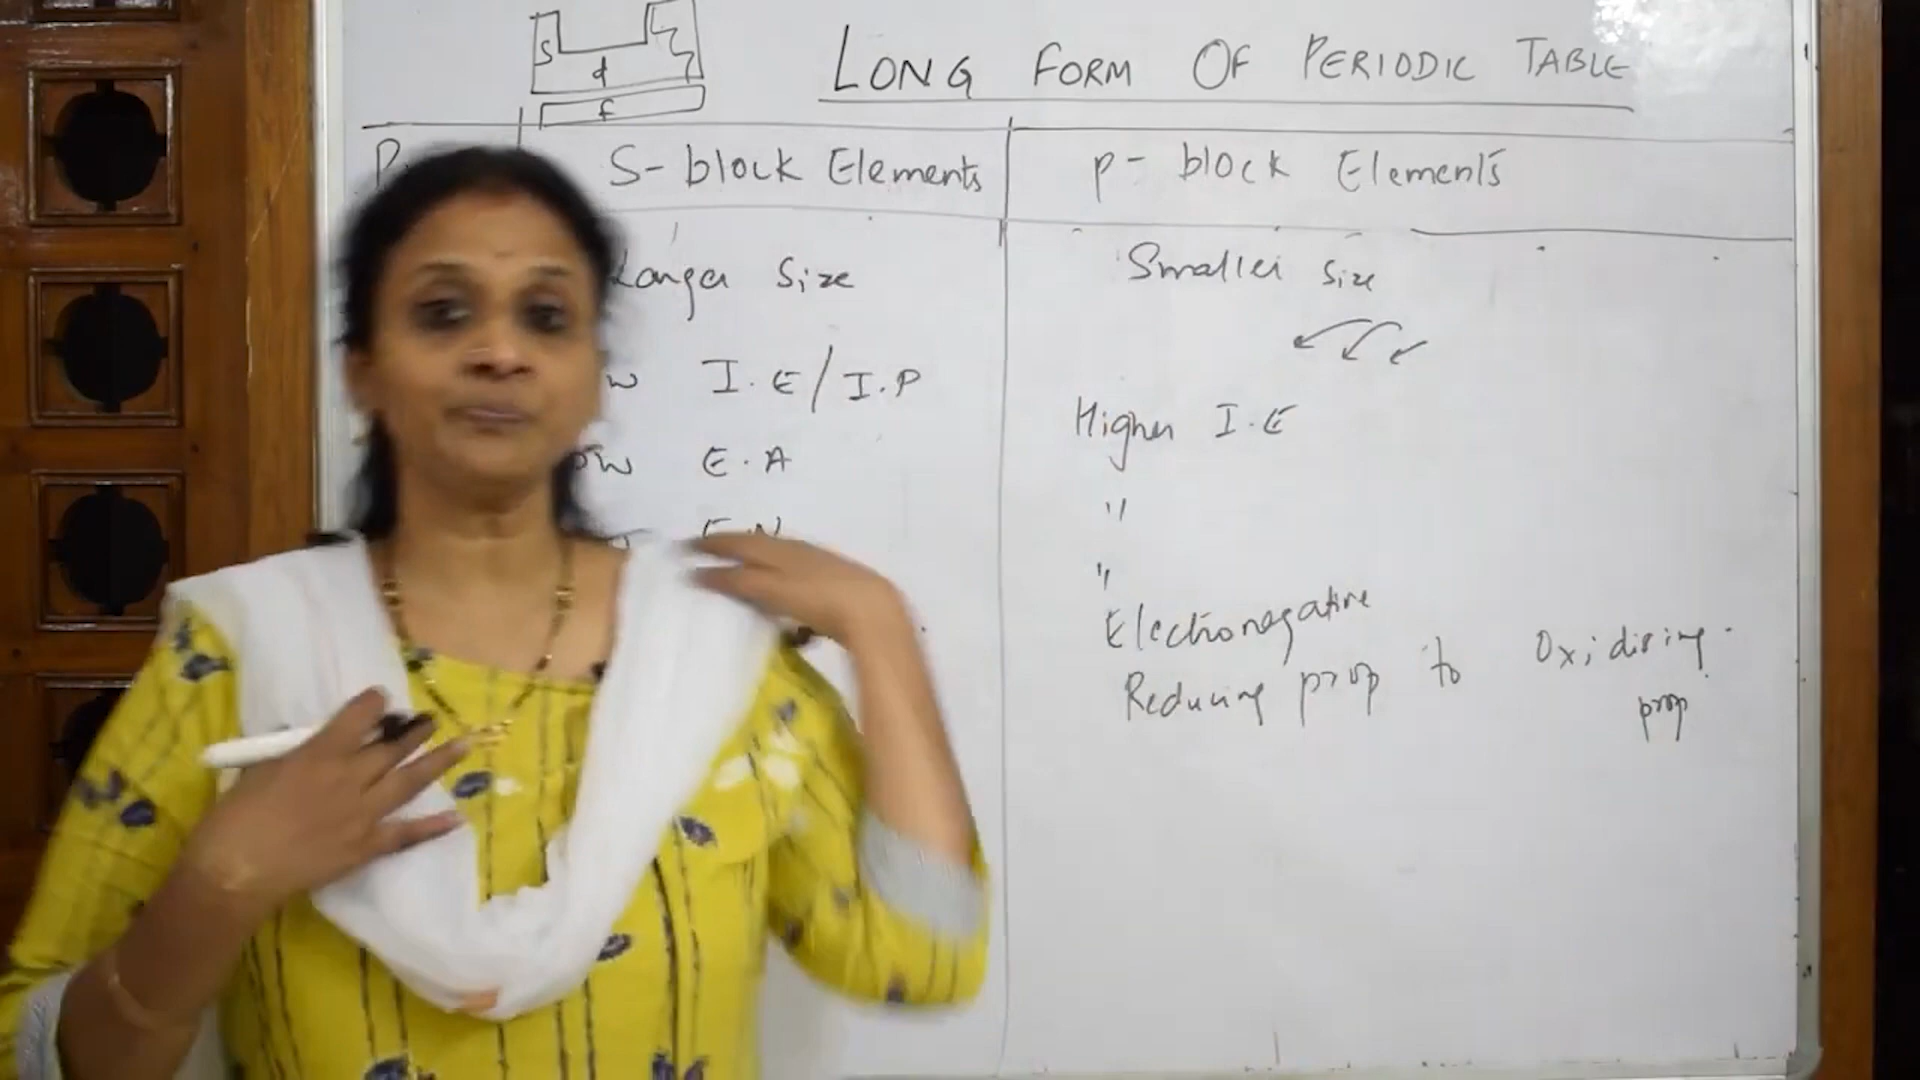 S
d
f
LONG FORM OF PERIODIC TABLE
S-block Elements
p- block Elements
Larger Size
Smaller Size
I.E/I.P
Higher I.E
E.A
"
E.N
"
Electronegative
Reducing prop to Oxidising
prop